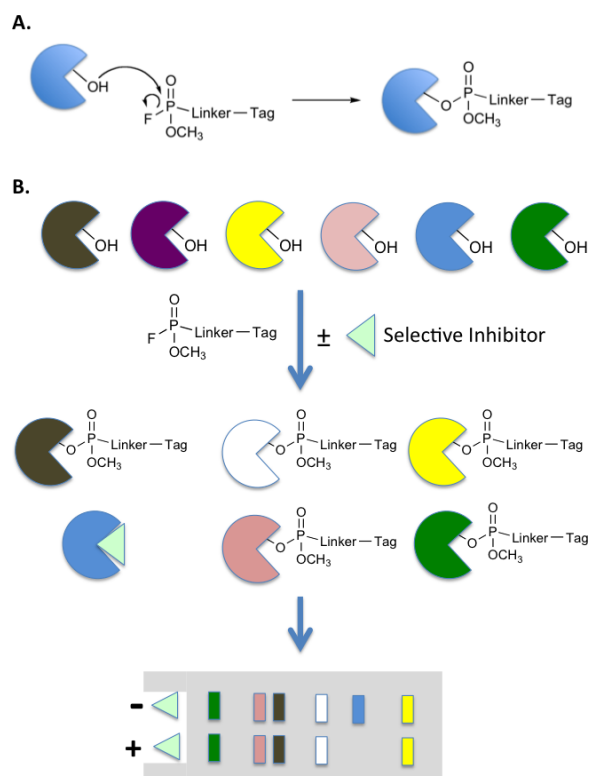 A.
OH
O
P
F
Linker—Tag
OCH3
O
O
P
Linker—Tag
OCH3
B.
OH OH OH OH OH OH
O
F P Linker—Tag
OCH3
± Selective Inhibitor
O
O P Linker—Tag
OCH3
O
O P Linker—Tag
OCH3
O
O P Linker—Tag
OCH3
O
O P Linker—Tag
OCH3
O
O P Linker—Tag
OCH3
-
+